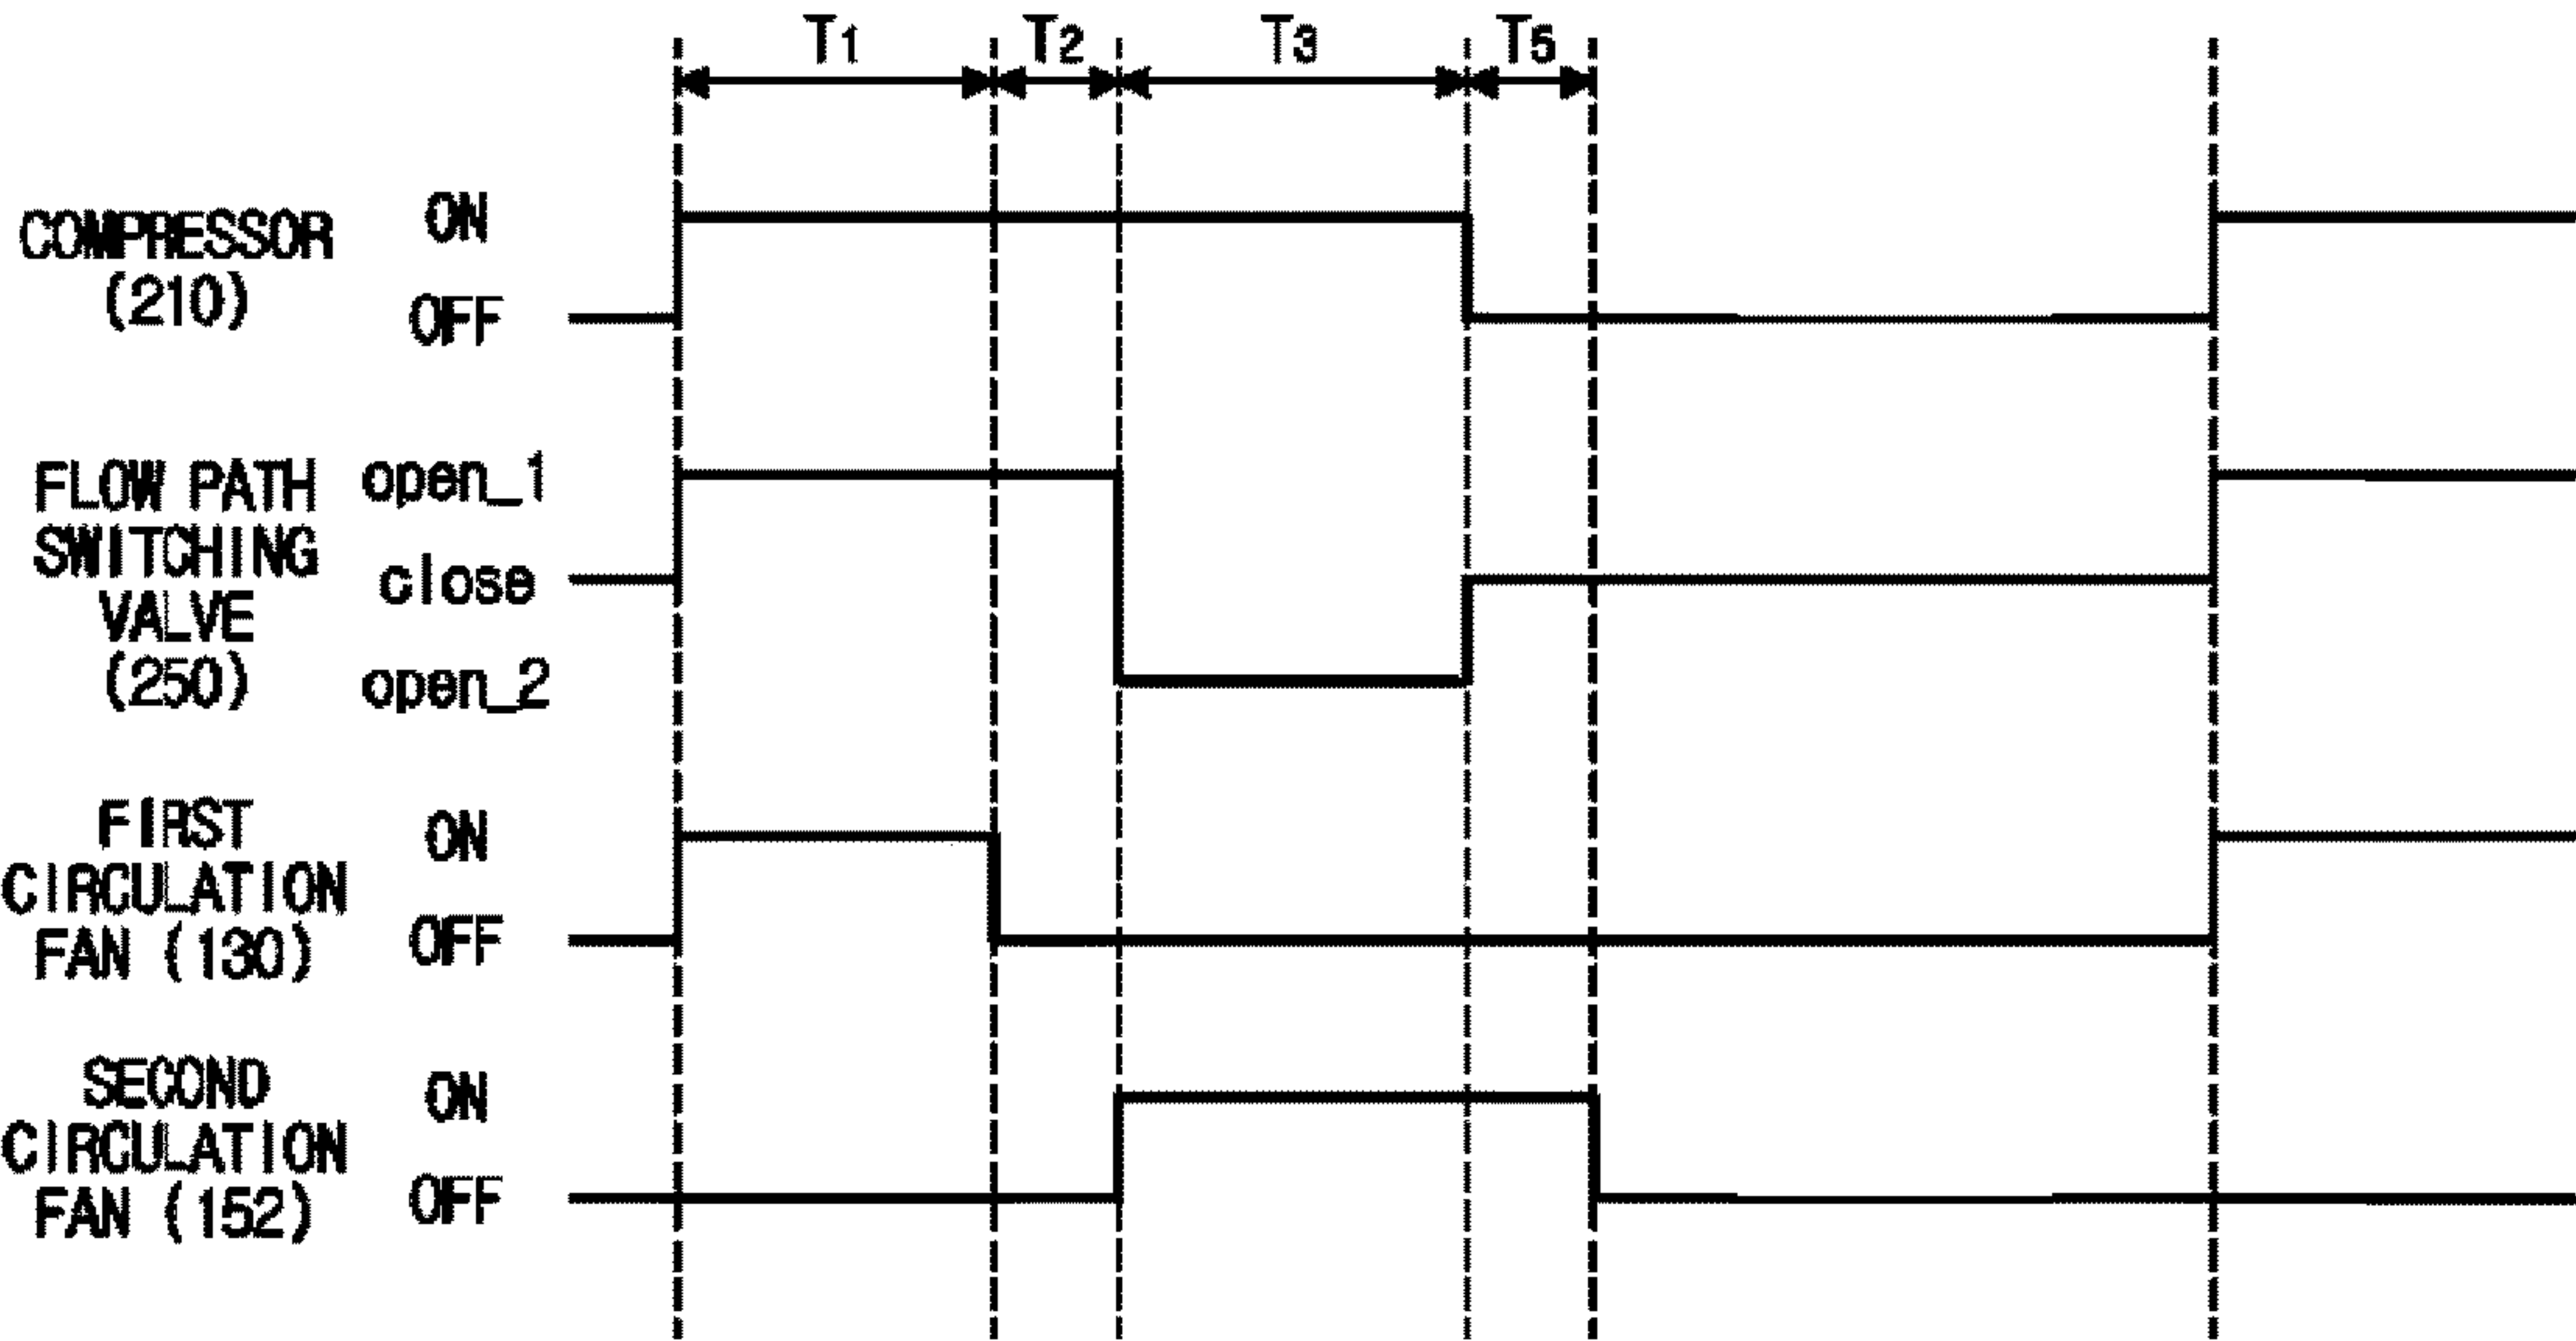 T1 T2 T3 T5
COMPRESSOR
(210)
ON
OFF
FLOW PATH
SWITCHING
VALVE
(250)
open_1
close
open_2
FIRST
CIRCULATION
FAN (130)
ON
OFF
SECOND
CIRCULATION
FAN (152)
ON
OFF